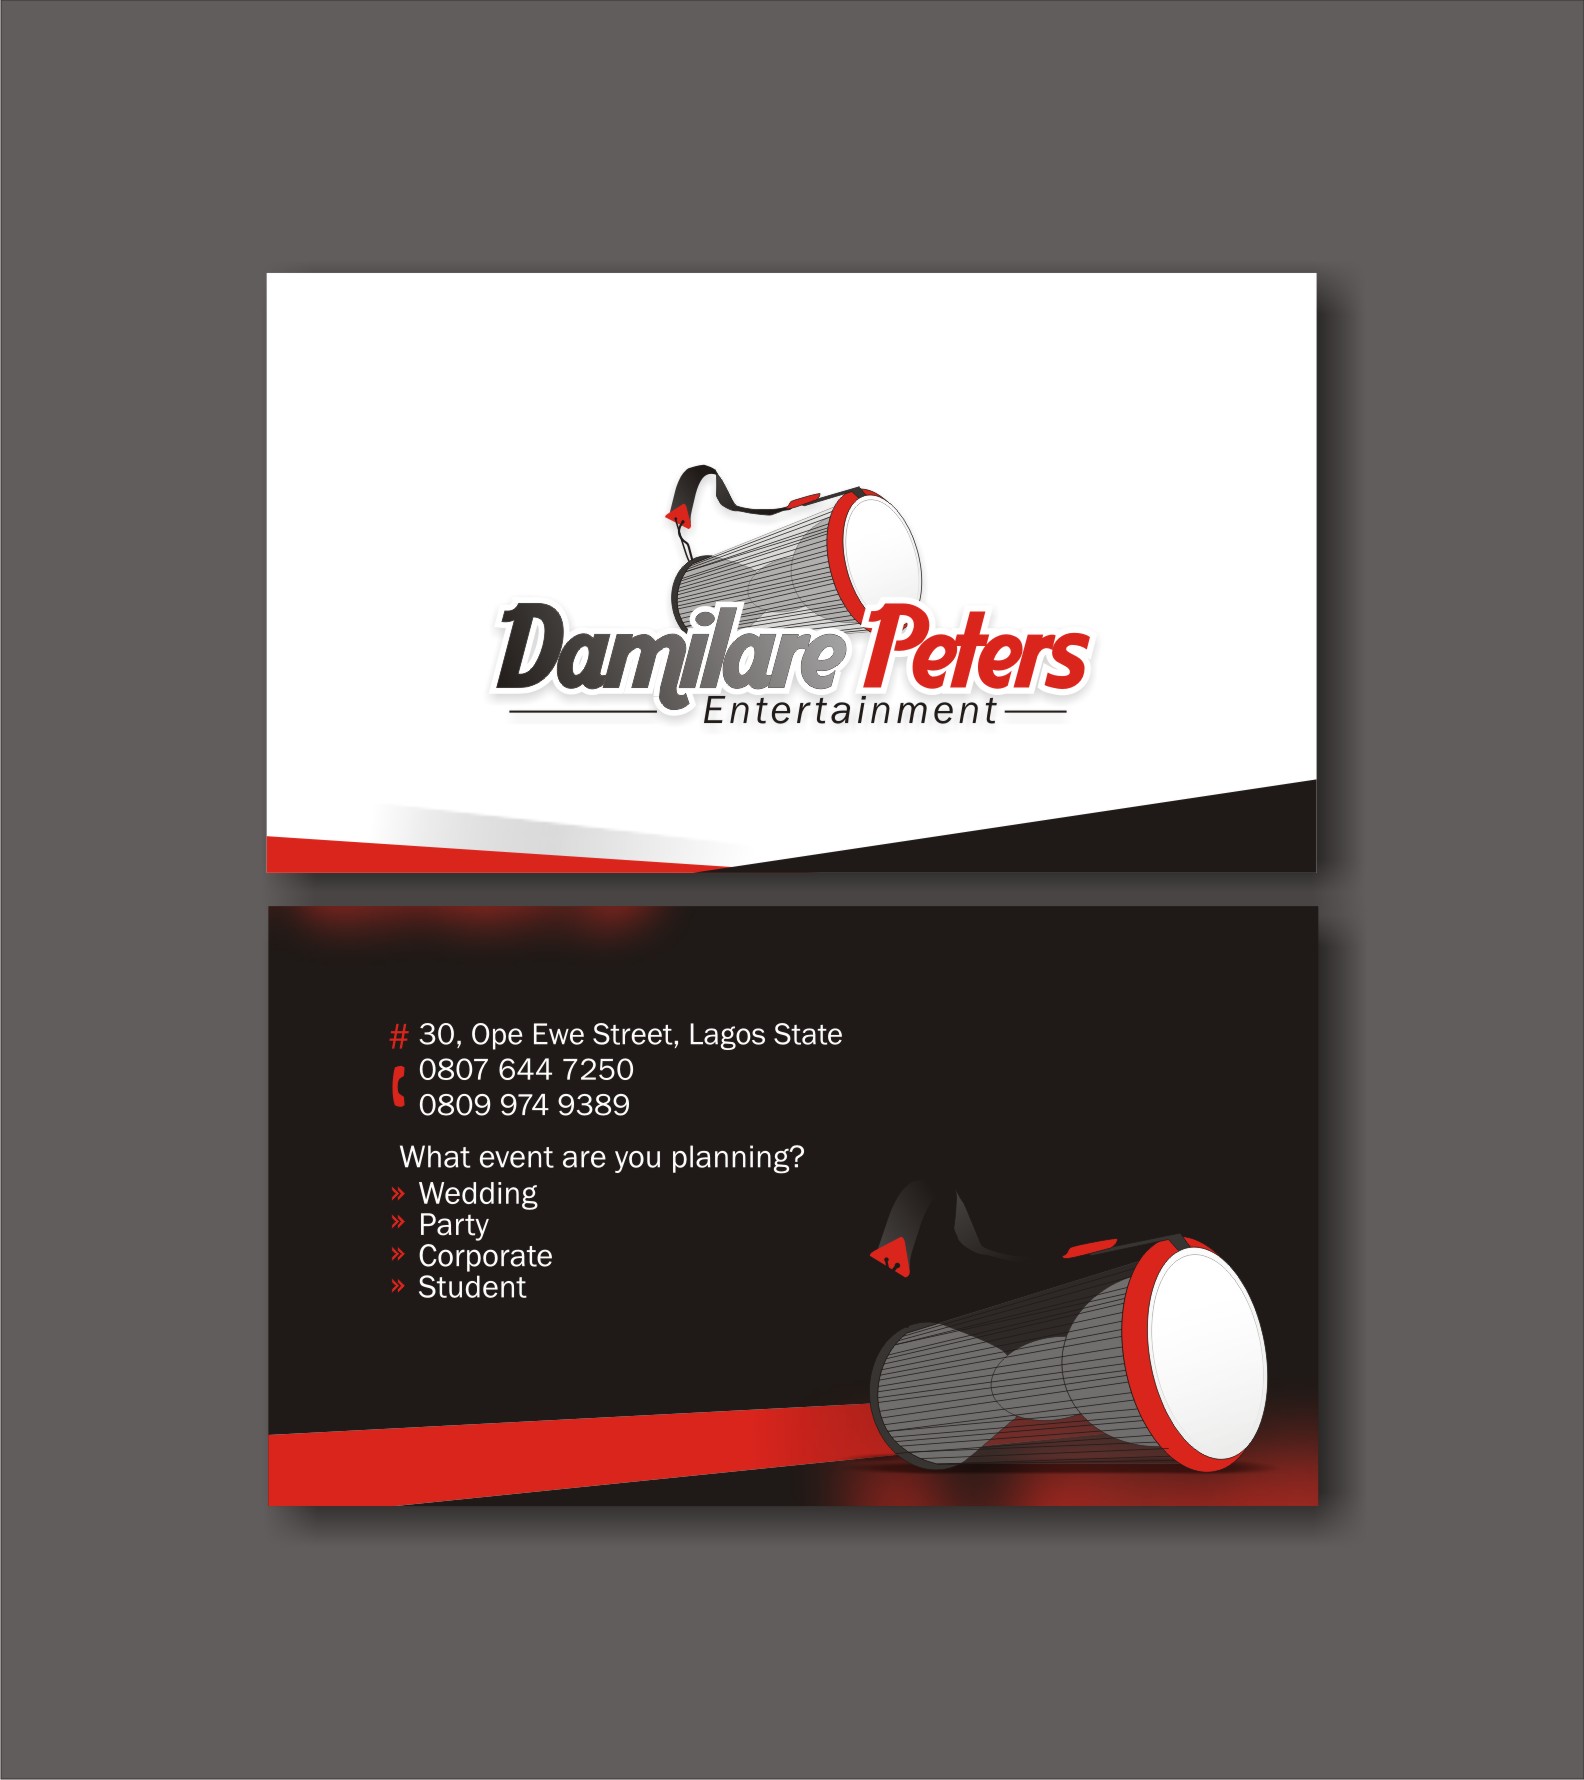 Damilare Peters
Entertainment
# 30, Ope Ewe Street, Lagos State
0807 644 7250
0809 974 9389
What event are you planning?
» Wedding
» Party
» Corporate
» Student